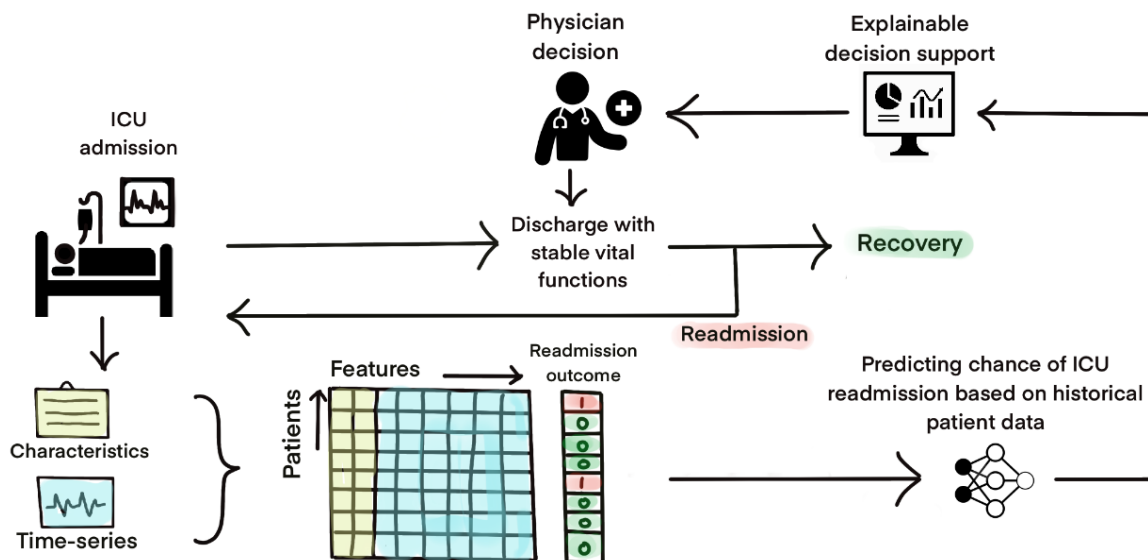 Physician
decision
Explainable
decision support
ICU
admission
Discharge with
stable vital
functions
Recovery
Readmission
Features
Readmission
outcome
Patients
1
0
0
0
1
0
0
0
Characteristics
Time-series
Predicting chance of ICU
readmission based on historical
patient data